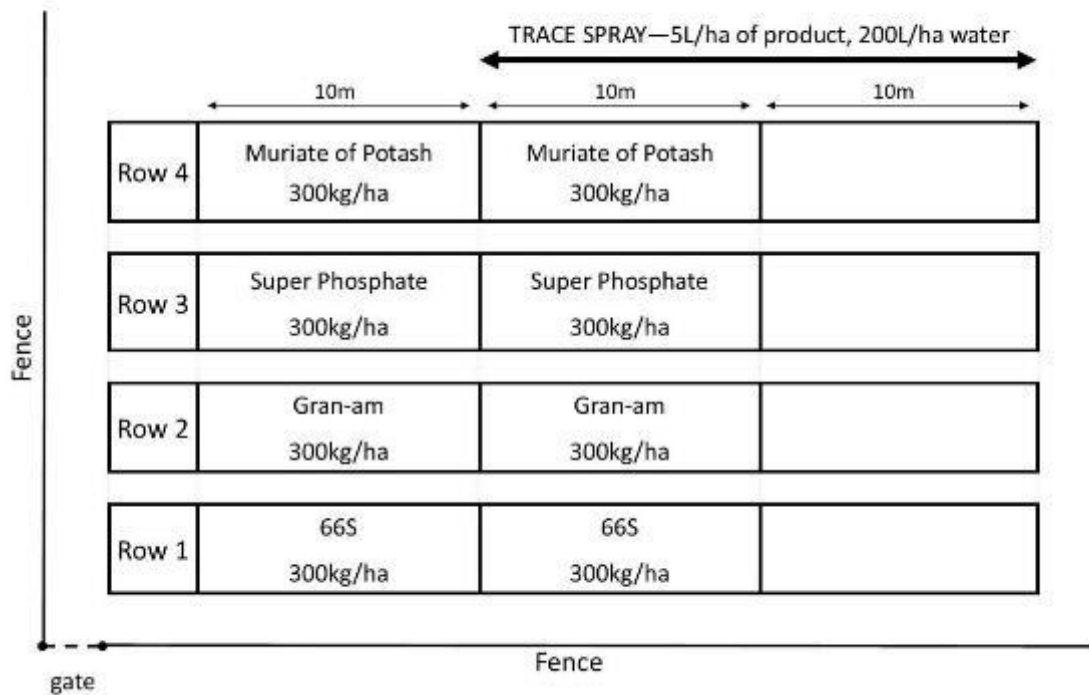 TRACE SPRAY—5L/ha of product, 200L/ha water
10m 10m 10m
Row 4
Muriate of Potash
300kg/ha
Muriate of Potash
300kg/ha
Row 3
Super Phosphate
300kg/ha
Super Phosphate
300kg/ha
Row 2
Gran-am
300kg/ha
Gran-am
300kg/ha
Row 1
66S
300kg/ha
66S
300kg/ha
Fence
Fence
gate